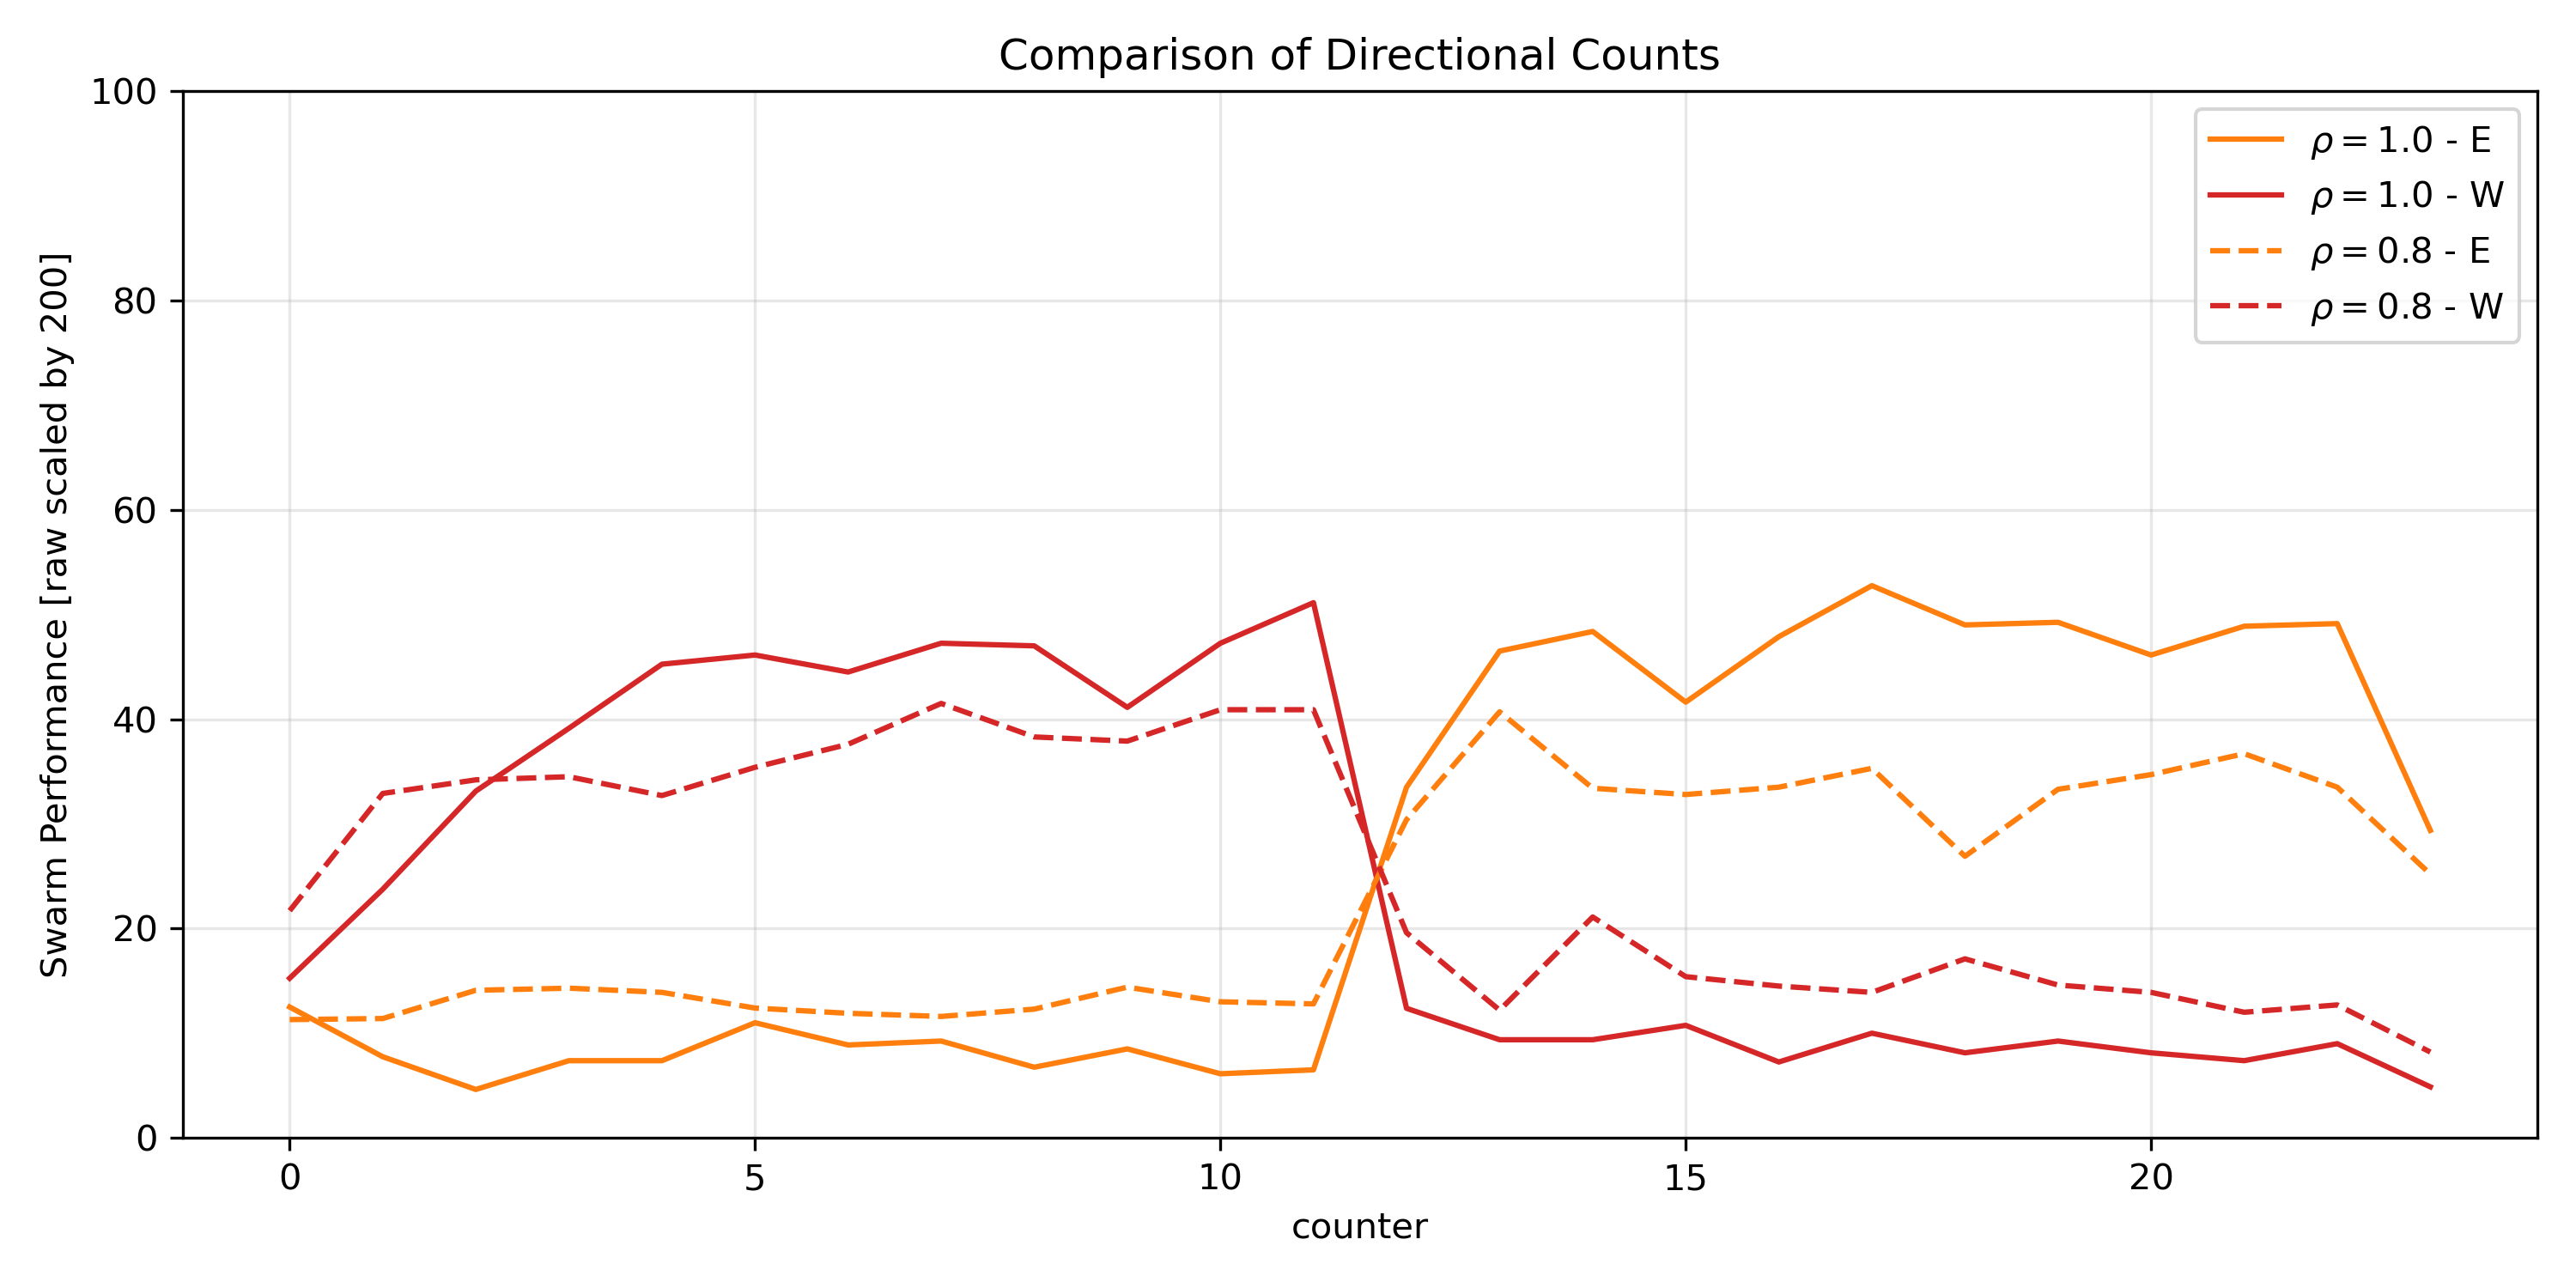 Comparison of Directional Counts
100
80
60
40
20
0
Swarm Performance [raw scaled by 200]
ρ = 1.0 - E
ρ = 1.0 - W
ρ = 0.8 - E
ρ = 0.8 - W
0 5 10 15 20
counter